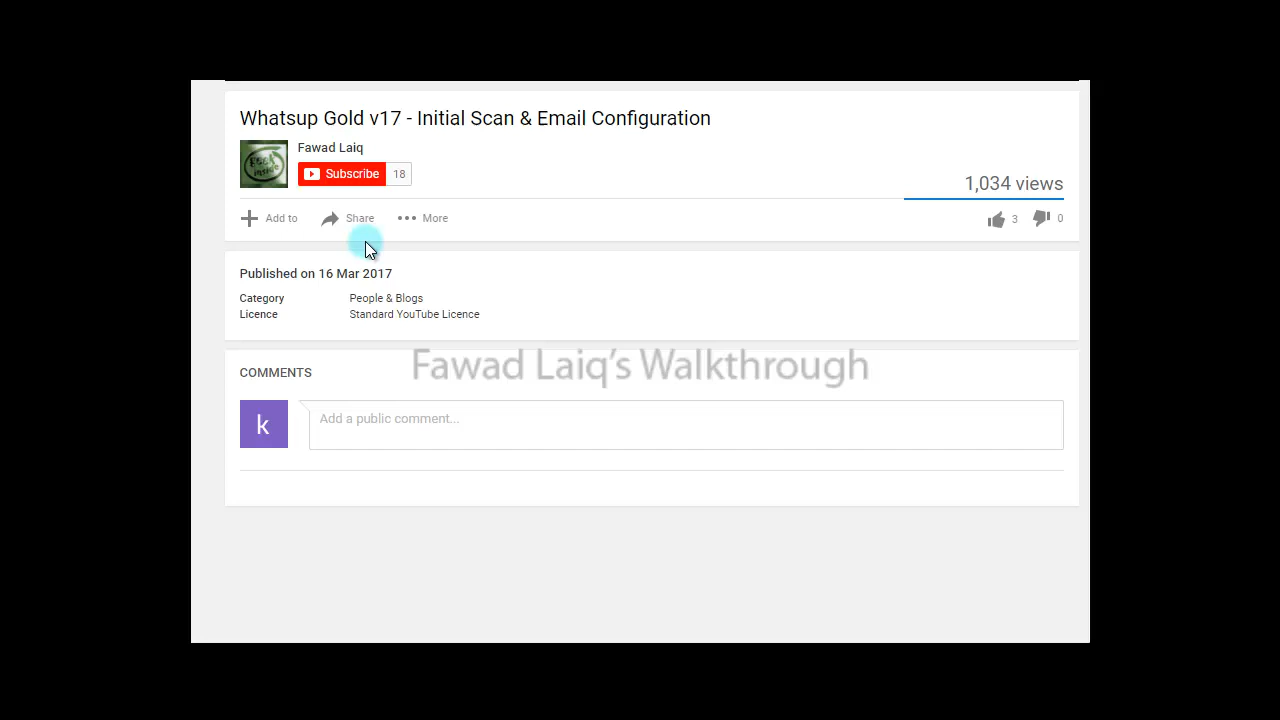 Whatsup Gold v17 - Initial Scan & Email Configuration
Fawad Laiq
Subscribe 18
1,034 views
Add to Share More 3 0
Published on 16 Mar 2017
Category People & Blogs
Licence Standard YouTube Licence
Fawad Laiq's Walkthrough
COMMENTS
k Add a public comment...